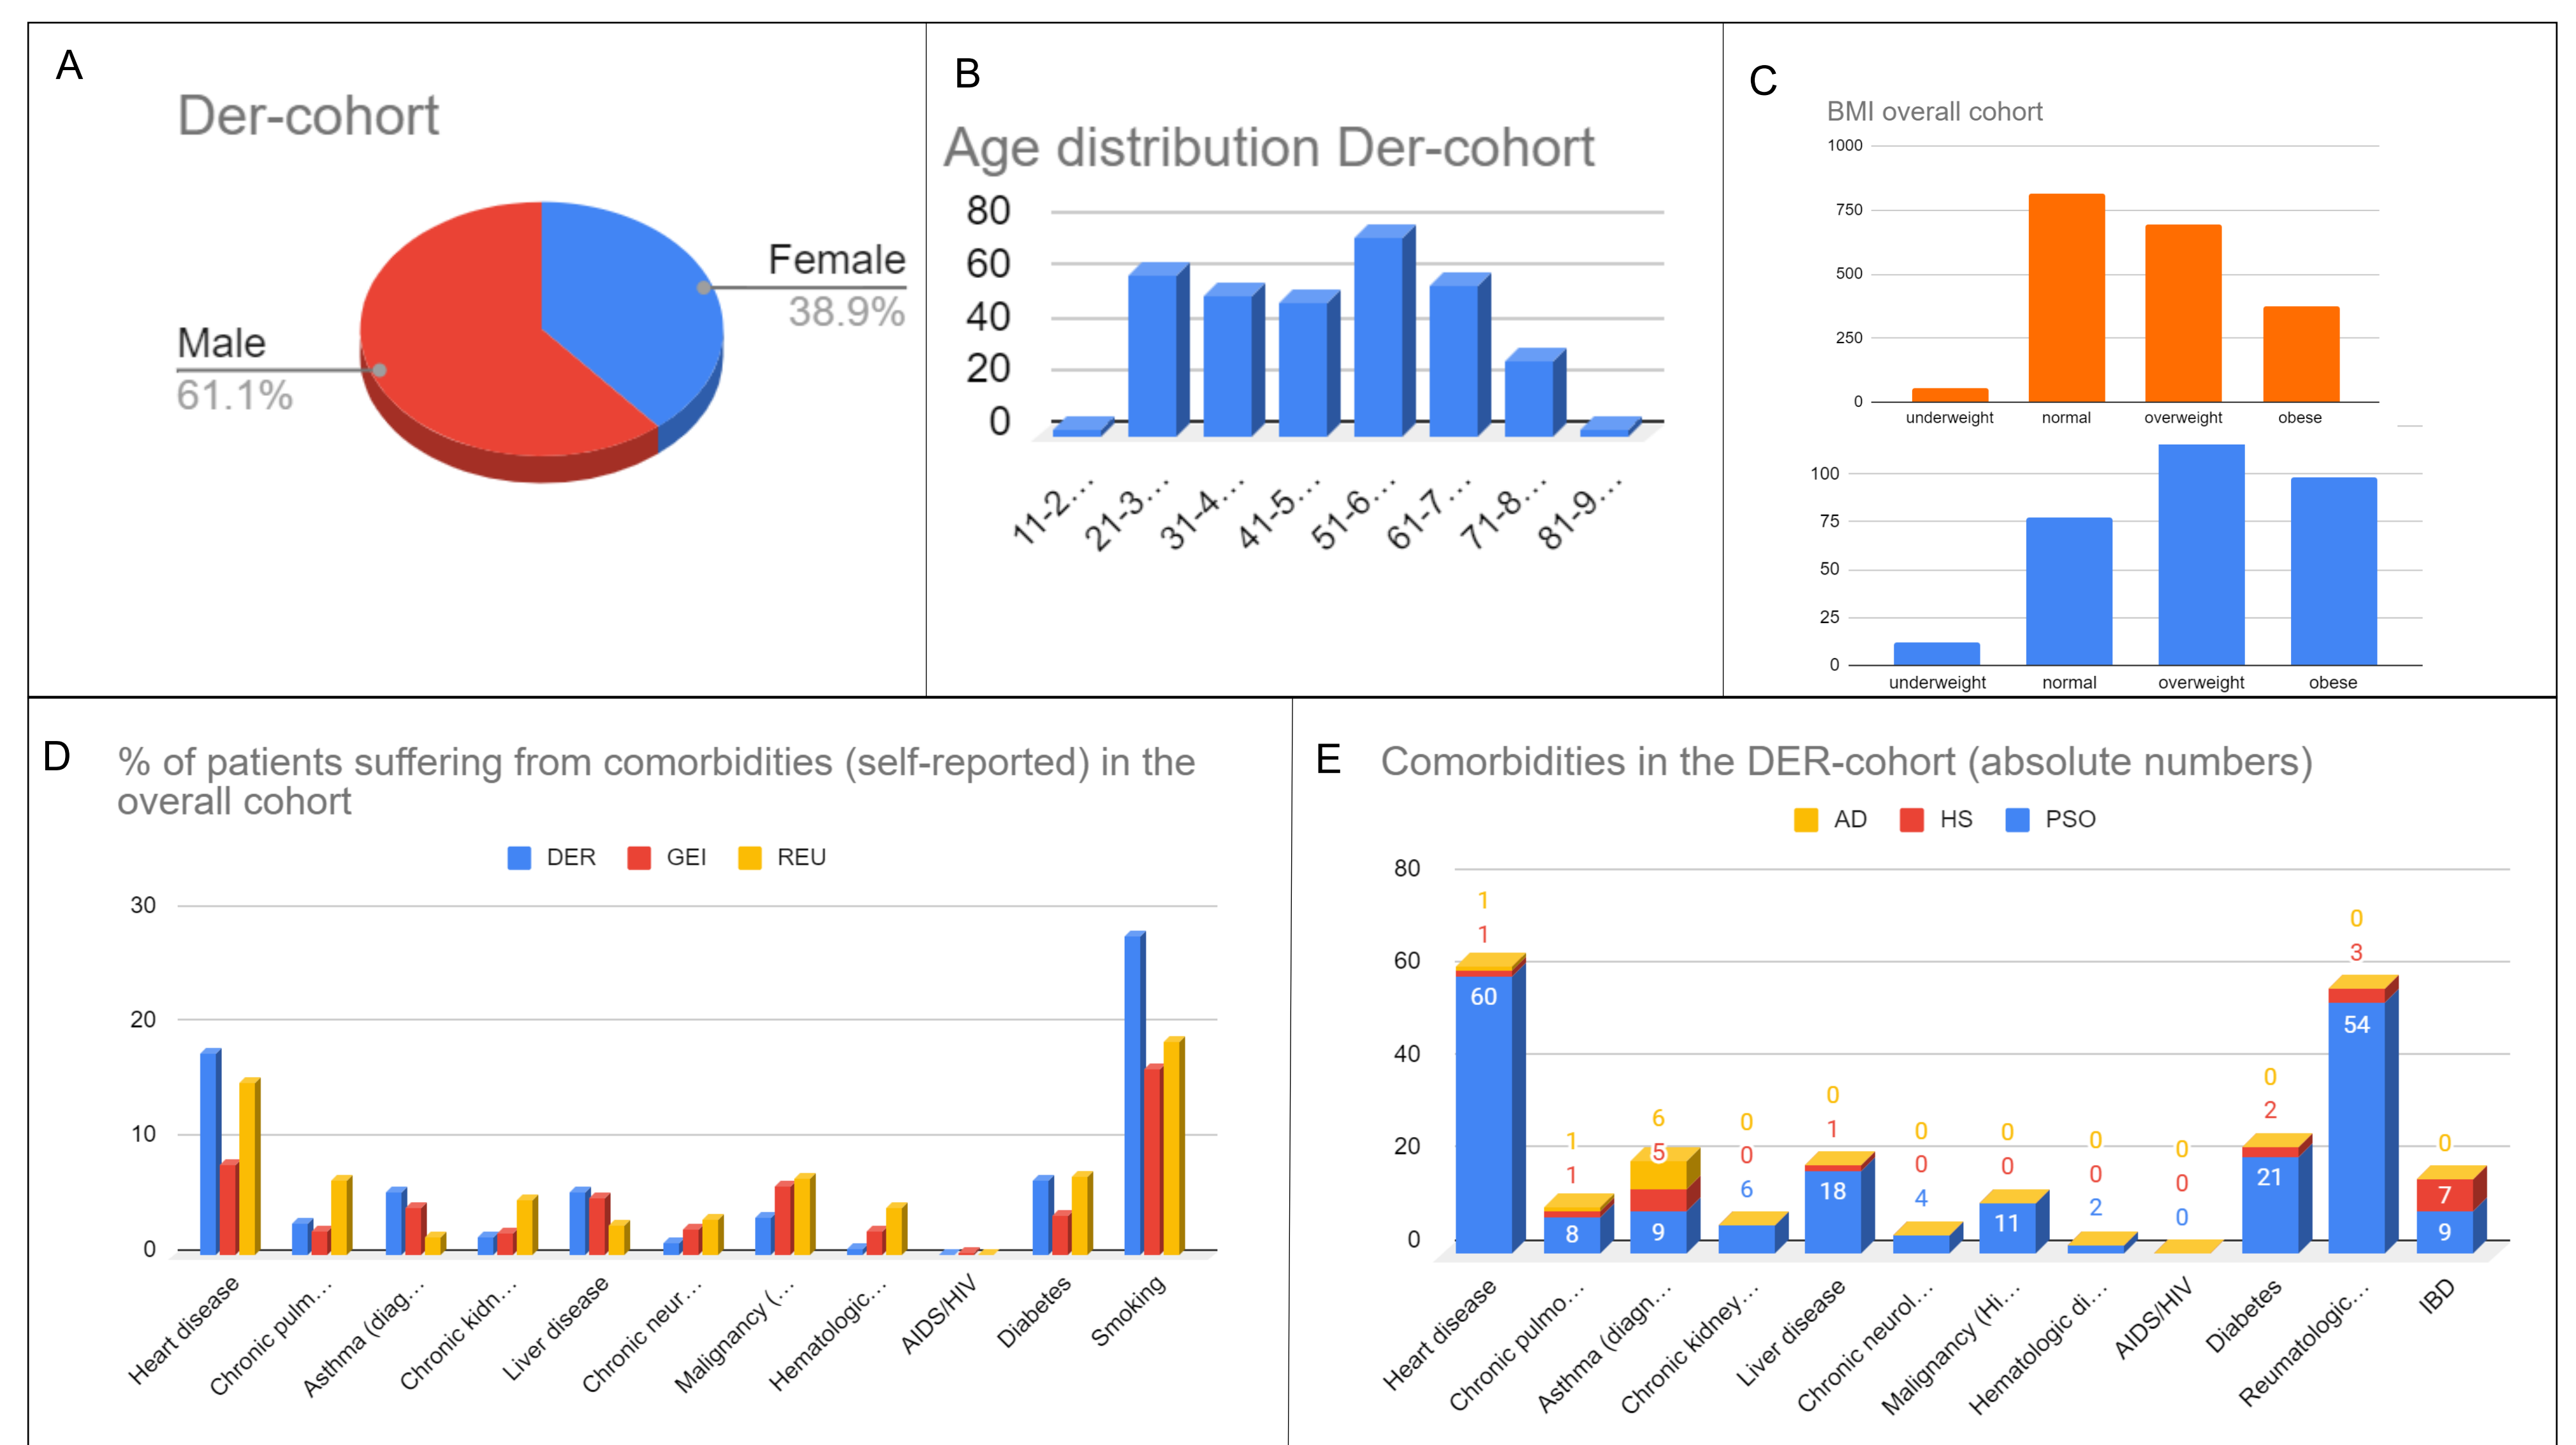 A
Der-cohort
Female
38.9%
Male
61.1%
B
Age distribution Der-cohort
80
60
40
20
0
11-2...
21-3...
31-4...
41-5...
51-6...
61-7...
71-8...
81-9...
C
BMI overall cohort
1000
750
500
250
0
underweight
normal
overweight
obese
100
75
50
25
0
underweight
normal
overweight
obese
D
% of patients suffering from comorbidities (self-reported) in the
overall cohort
DER
GEI
REU
30
20
10
0
Heart disease
Chronic pulm...
Asthma (diag...
Chronic kidn...
Liver disease
Chronic neur...
Malignancy (...
Hematologic...
AIDS/HIV
Diabetes
Smoking
E
Comorbidities in the DER-cohort (absolute numbers)
AD
HS
PSO
80
60
40
20
0
1
1
60
1
1
8
6
5
9
0
0
6
0
1
18
0
0
4
0
0
11
0
0
2
0
0
0
0
2
21
0
3
54
0
7
9
Heart disease
Chronic pulmo...
Asthma (diagn...
Chronic kidney...
Liver disease
Chronic neurol...
Malignancy (Hi...
Hematologic di...
AIDS/HIV
Diabetes
Reumatologic...
IBD